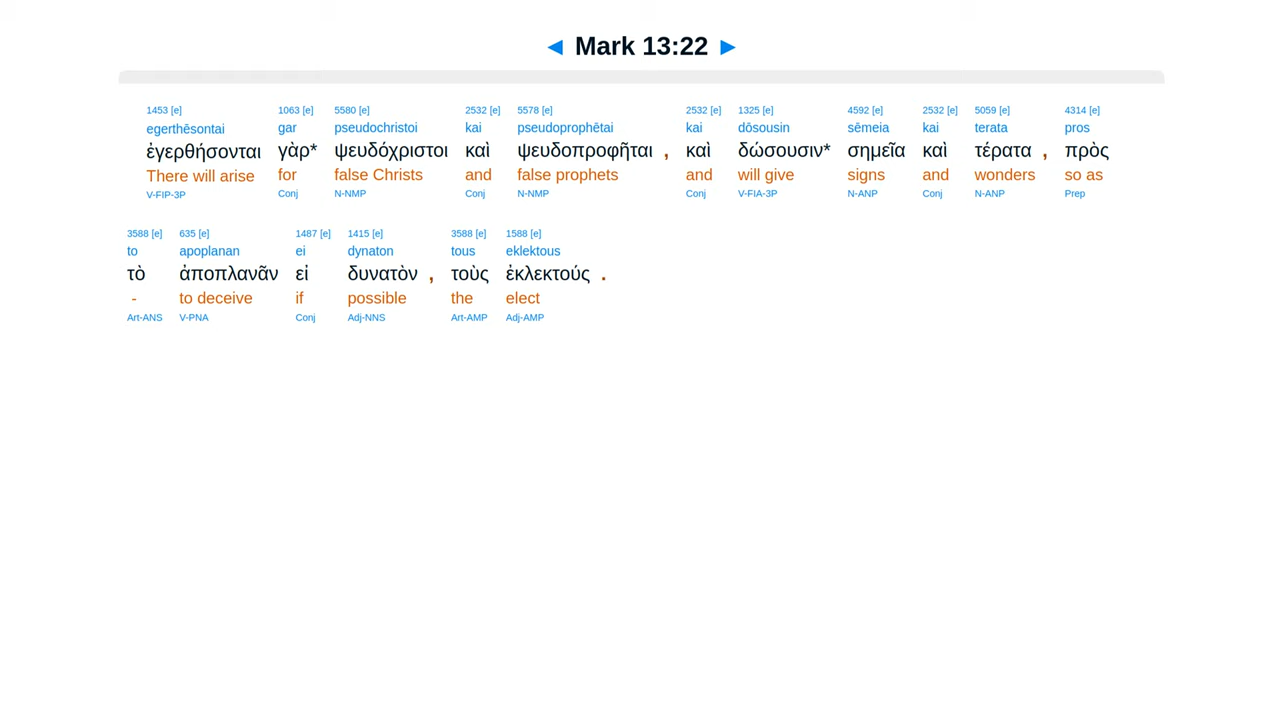 ◄ Mark 13:22 ►
1453 [e] 1063 [e] 5580 [e] 2532 [e] 5578 [e] 2532 [e] 1325 [e] 4592 [e] 2532 [e] 5059 [e] 4314 [e]
egerthēsontai gar pseudochristoi kai pseudoprophētai kai dōsousin sēmeia kai terata pros
ἐγερθήσονται γὰρ* ψευδόχριστοι καὶ ψευδοπροφῆται , καὶ δώσουσιν* σημεῖα καὶ τέρατα , πρὸς
There will arise for false Christs and false prophets and will give signs and wonders so as
V-FIP-3P Conj N-NMP Conj N-NMP Conj V-FIA-3P N-ANP Conj N-ANP Prep
3588 [e] 635 [e] 1487 [e] 1415 [e] 3588 [e] 1588 [e]
to apoplanan ei dynaton tous eklektous
τὸ ἀποπλανᾶν εἰ δυνατὸν , τοὺς ἐκλεκτούς .
- to deceive if possible the elect
Art-ANS V-PNA Conj Adj-NNS Art-AMP Adj-AMP